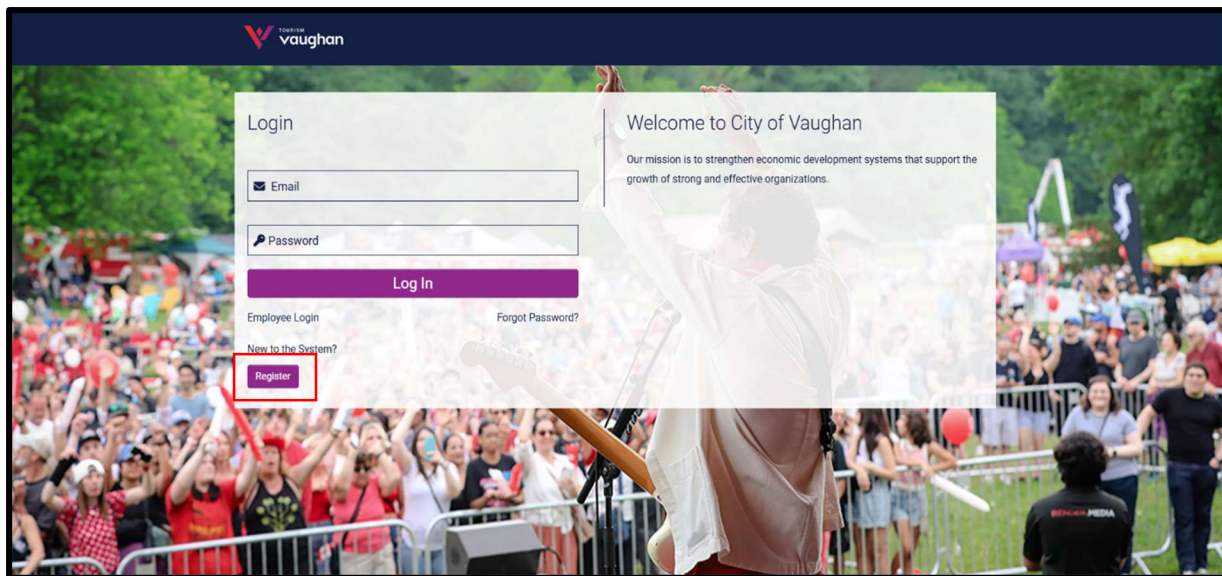 TOURISM
vaughan
Login
Email
Password
Log In
Employee Login
Forgot Password?
New to the System?
Register
Welcome to City of Vaughan
Our mission is to strengthen economic development systems that support the
growth of strong and effective organizations.
RENDER.MEDIA